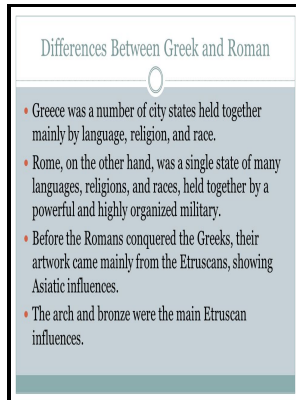 Differences Between Greek and Roman
Greece was a number of city states held together
mainly by language, religion, and race.
Rome, on the other hand, was a single state of many
languages, religions, and races, held together by a
powerful and highly organized military.
Before the Romans conquered the Greeks, their
artwork came mainly from the Etruscans, showing
Asiatic influences.
The arch and bronze were the main Etruscan
influences.